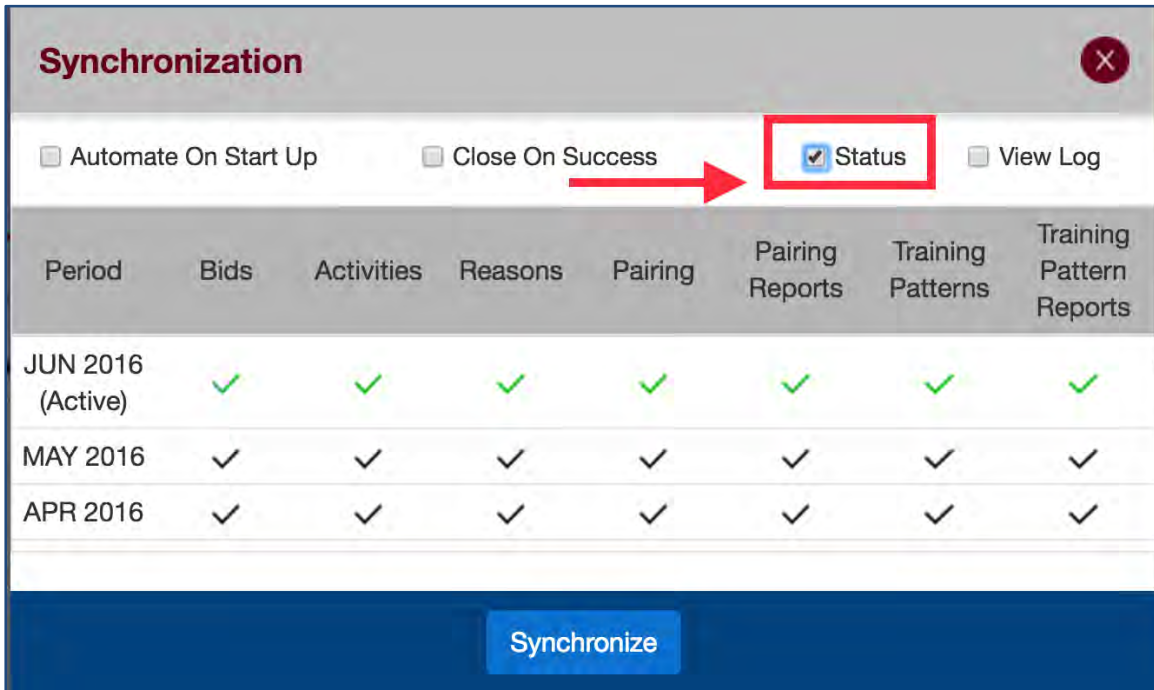 Synchronization
Automate On Start Up Close On Success Status View Log
Period Bids Activities Reasons Pairing Pairing Reports Training Patterns Training Pattern Reports
JUN 2016
(Active)
MAY 2016
APR 2016
Synchronize